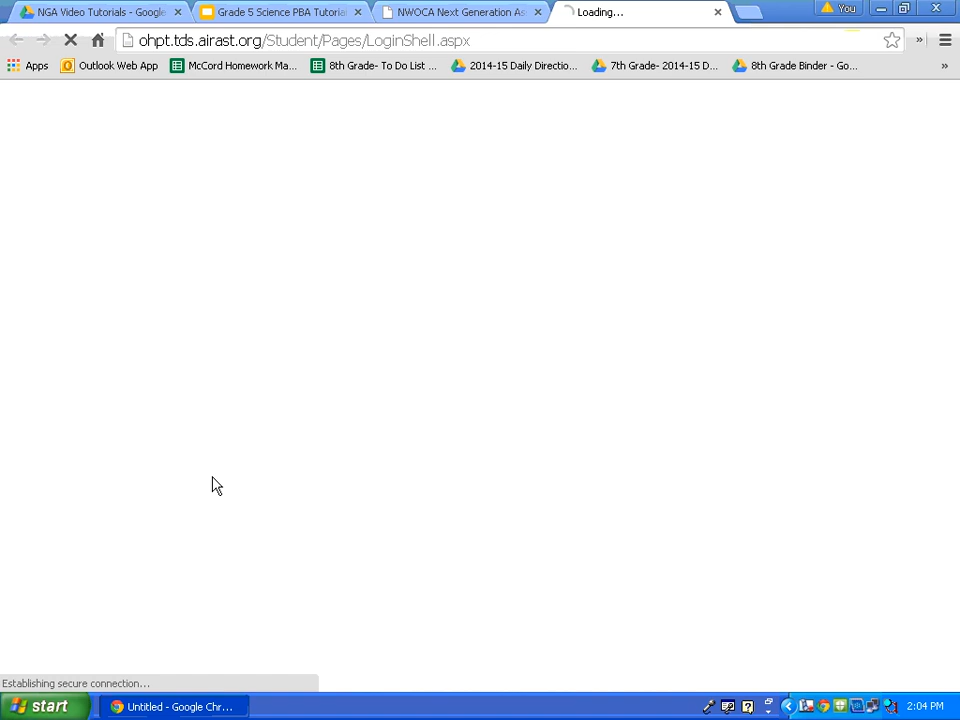 NGA Video Tutorials - Google
Grade 5 Science PBA Tutoria
NWOCA Next Generation As
Loading...
You
ohpt.tds.airast.org/Student/Pages/LoginShell.aspx
»
Apps
Outlook Web App
McCord Homework Ma...
8th Grade- To Do List ...
2014-15 Daily Directio...
7th Grade- 2014-15 D...
8th Grade Binder - Go...
»
Establishing secure connection...
start
Untitled - Google Chr...
2:04 PM